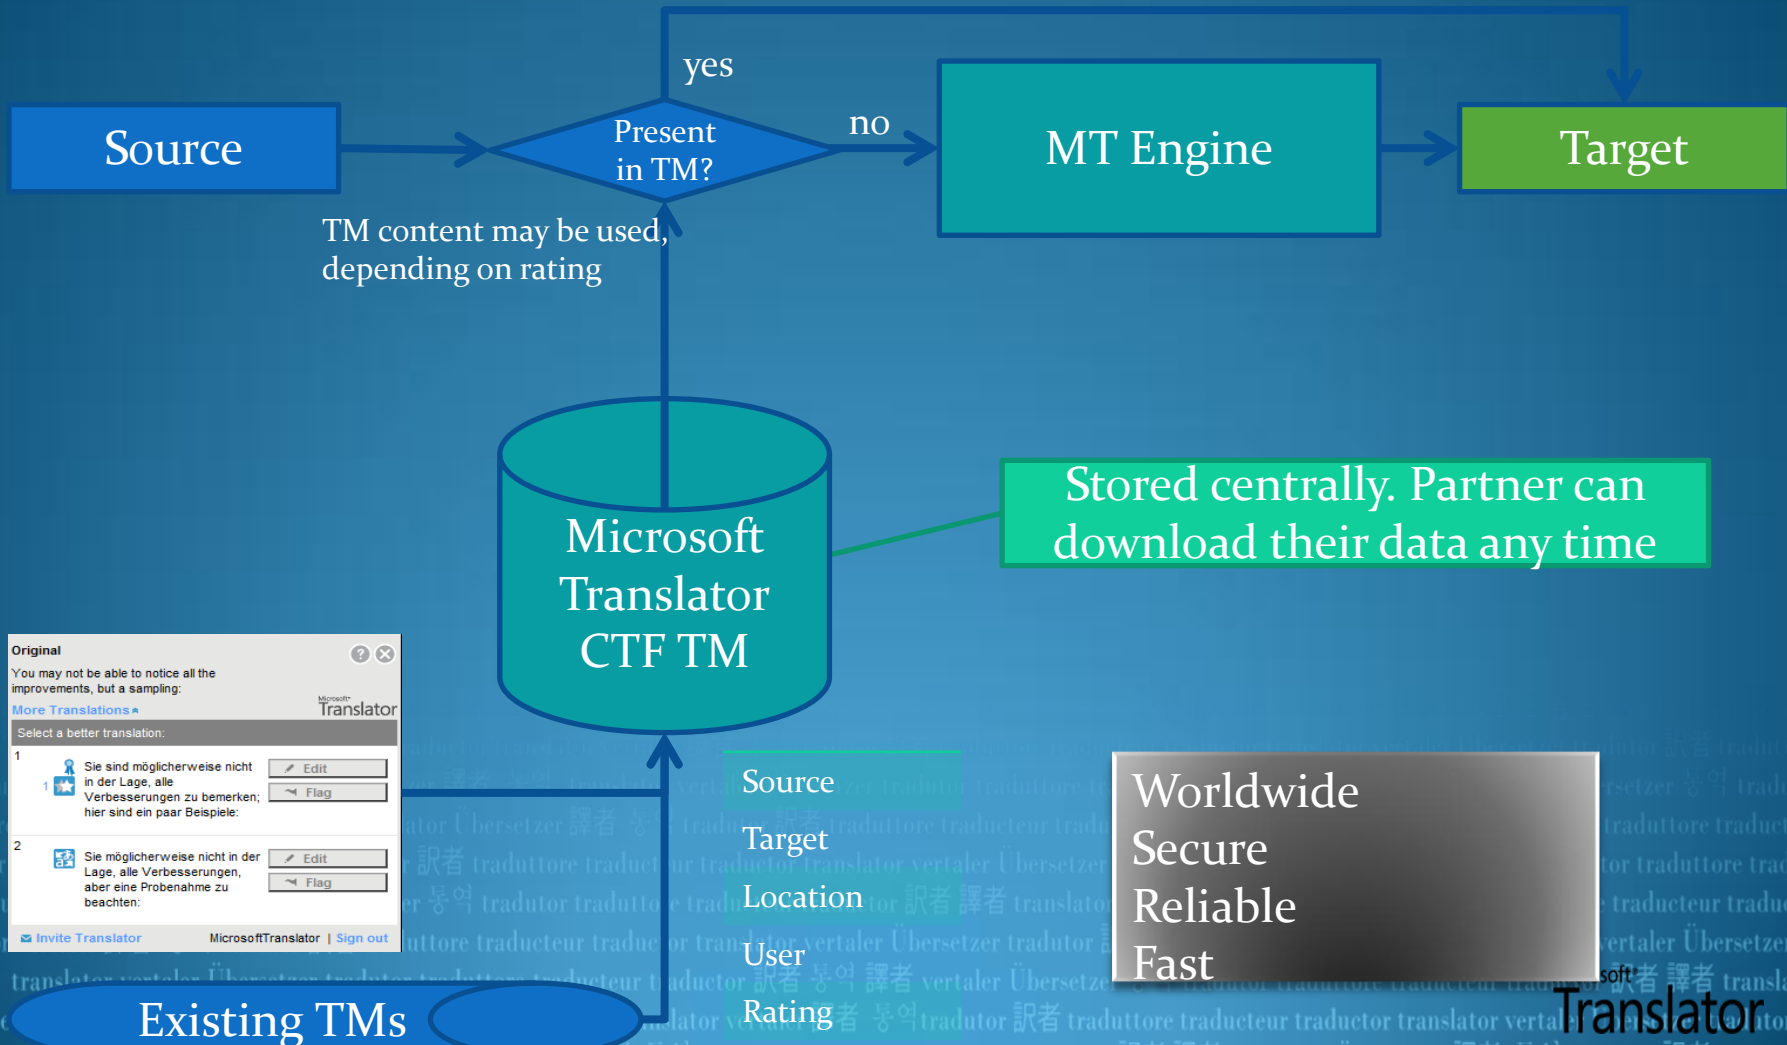 yes
Source
Present
in TM?
no
MT Engine
Target
TM content may be used,
depending on rating
Microsoft
Translator
CTF TM
Stored centrally. Partner can
download their data any time
Original
You may not be able to notice all the
improvements, but a sampling:
More Translations
Microsoft®
Translator
Select a better translation:
1
Sie sind möglicherweise nicht
in der Lage, alle
Verbesserungen zu bemerken;
hier sind ein paar Beispiele:
1
Edit
Flag
2
Sie möglicherweise nicht in der
Lage, alle Verbesserungen,
aber eine Probenahme zu
beachten:
Edit
Flag
Invite Translator
MicrosoftTranslator | Sign out
Existing TMs
Source
Target
Location
User
Rating
Worldwide
Secure
Reliable
Fast
soft®
Translator